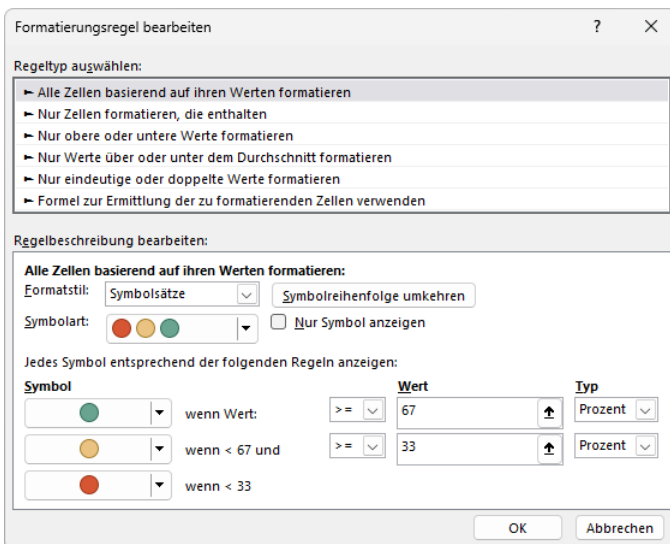 Formatierungsregel bearbeiten ?
Regeltyp auswählen:
► Alle Zellen basierend auf ihren Werten formatieren
► Nur Zellen formatieren, die enthalten
► Nur obere oder untere Werte formatieren
► Nur Werte über oder unter dem Durchschnitt formatieren
► Nur eindeutige oder doppelte Werte formatieren
► Formel zur Ermittlung der zu formatierenden Zellen verwenden
Regelbeschreibung bearbeiten:
Alle Zellen basierend auf ihren Werten formatieren:
Formatstil: Symbolsätze Symbolreihenfolge umkehren
Symbolart: Nur Symbol anzeigen
Jedes Symbol entsprechend der folgenden Regeln anzeigen:
Symbol Wert Typ
wenn Wert: >= 67 Prozent
wenn < 67 und >= 33 Prozent
wenn < 33
OK Abbrechen